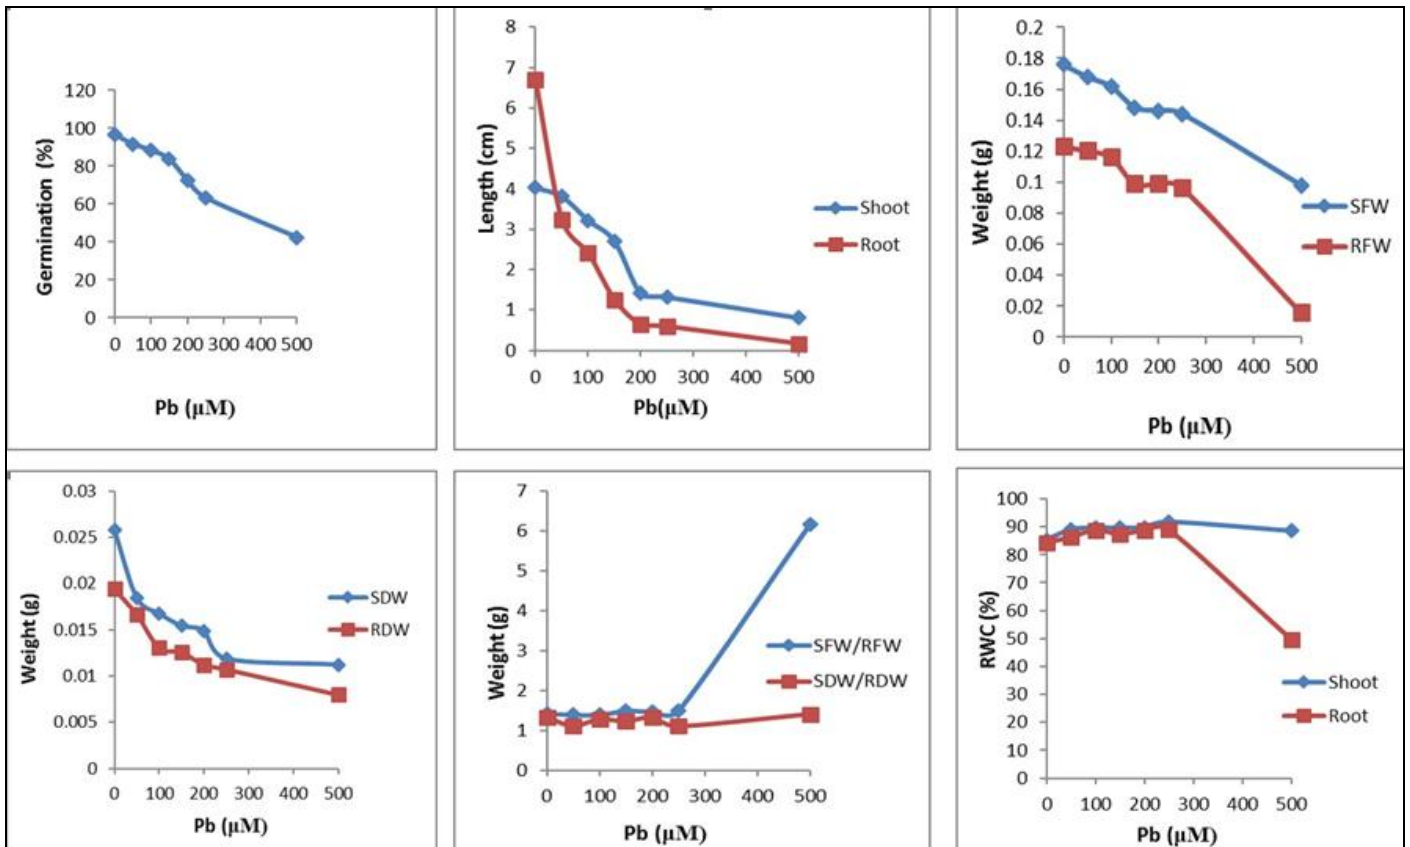 120
100
80
60
40
20
0
Germination (%)
0 100 200 300 400 500
Pb (μM)
8
7
6
5
4
3
2
1
0
Length (cm)
0 100 200 300 400 500
Pb(μM)
Shoot
Root
0.2
0.18
0.16
0.14
0.12
0.1
0.08
0.06
0.04
0.02
0
Weight (g)
0 100 200 300 400 500
Pb (μM)
SFW
RFW
0.03
0.025
0.02
0.015
0.01
0.005
0
Weight (g)
0 100 200 300 400 500
Pb (μM)
SDW
RDW
7
6
5
4
3
2
1
0
Weight (g)
0 100 200 300 400 500
Pb (μM)
SFW/RFW
SDW/RDW
100
90
80
70
60
50
40
30
20
10
0
RWC (%)
0 100 200 300 400 500
Pb (μM)
Shoot
Root